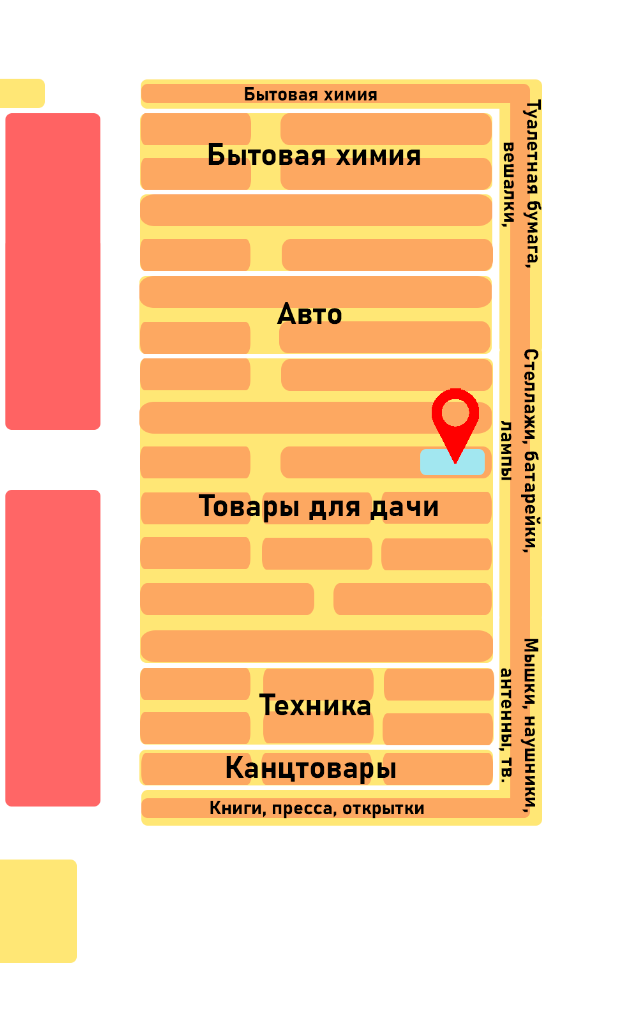 Бытовая химия
Бытовая химия
Туалетная бумага,
вешалки,
Авто
Стеллажи, батарейки,
лампы
Товары для дачи
Мышки, наушники,
антенны, тв.
Техника
Канцтовары
Книги, пресса, открытки